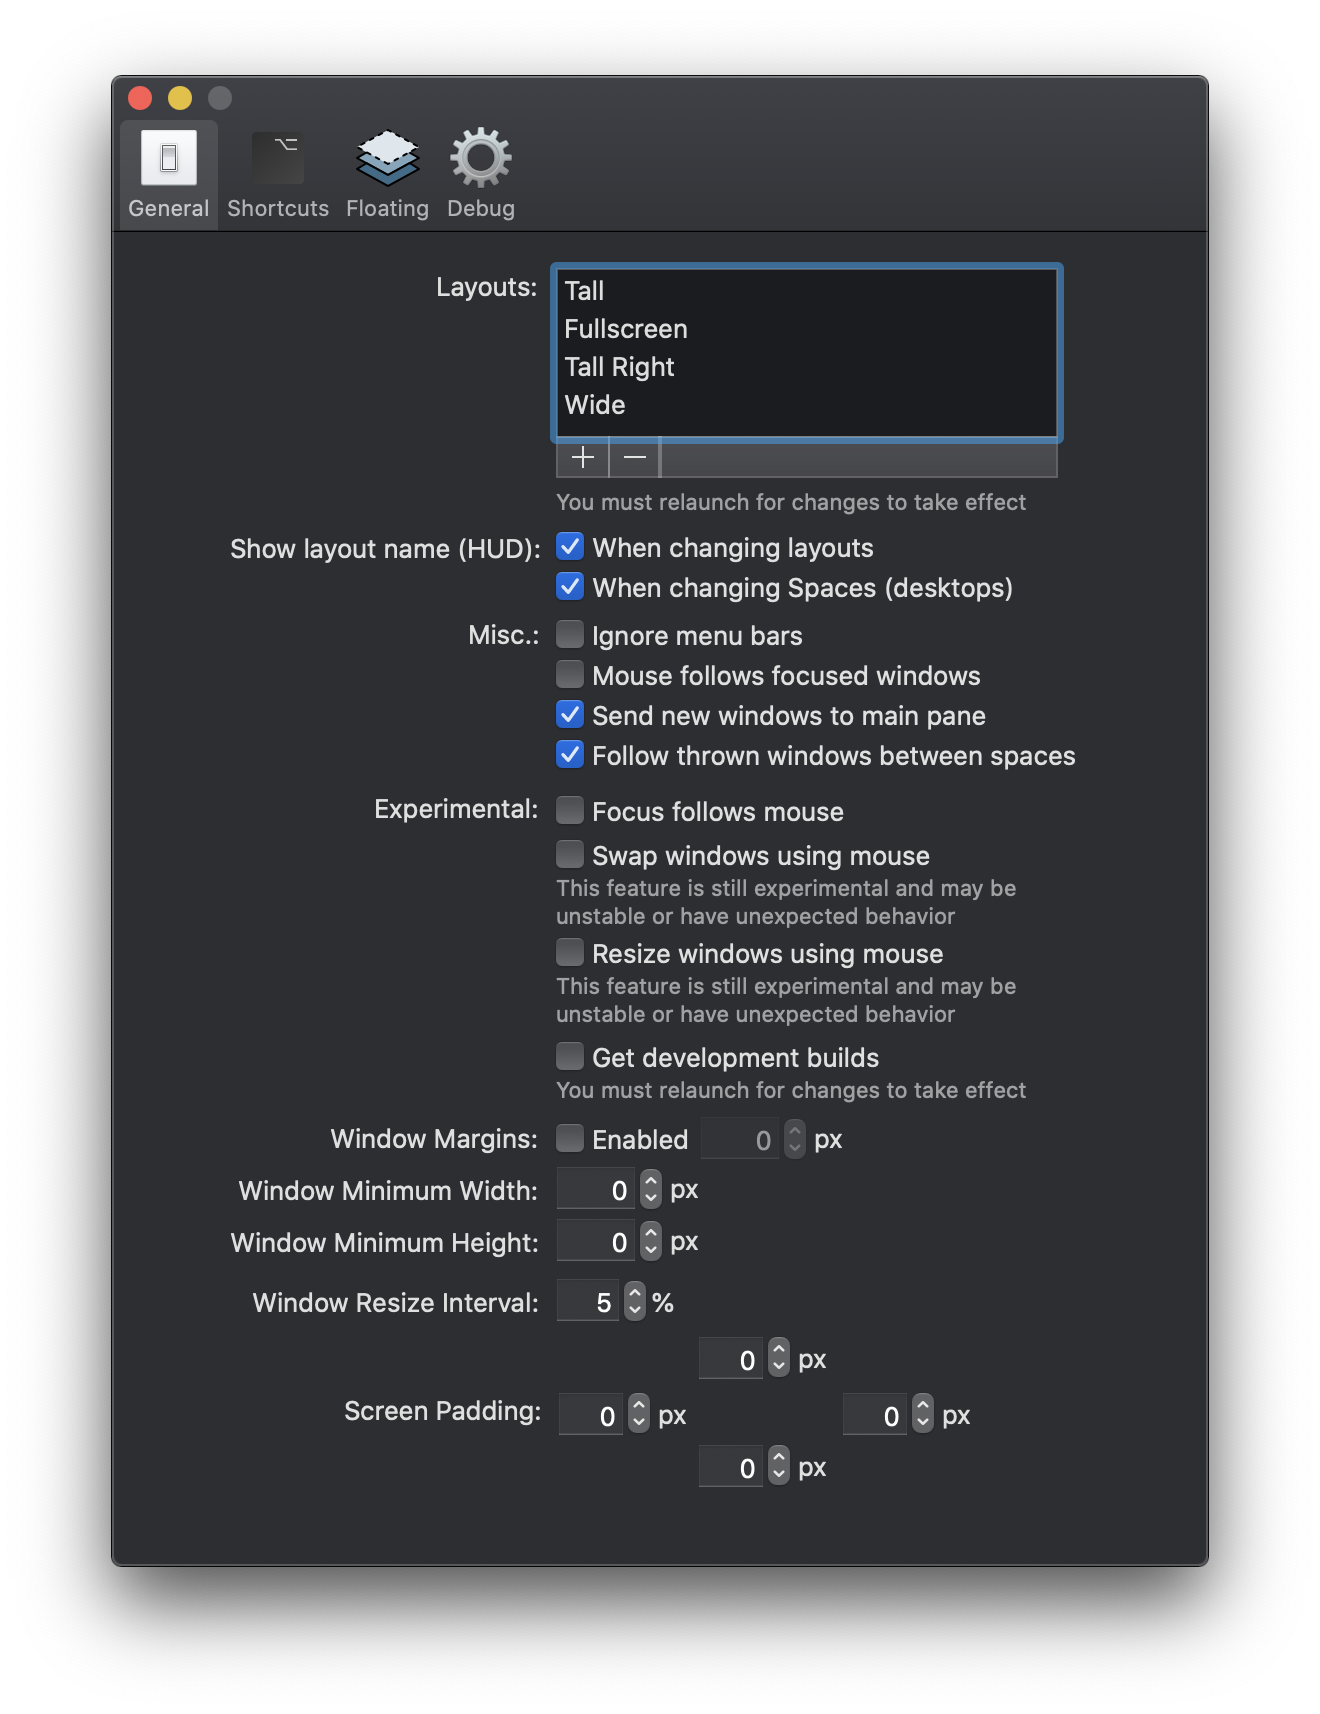 General Shortcuts Floating Debug
Layouts:
Tall
Fullscreen
Tall Right
Wide
You must relaunch for changes to take effect
Show layout name (HUD): When changing layouts
When changing Spaces (desktops)
Misc.: Ignore menu bars
Mouse follows focused windows
Send new windows to main pane
Follow thrown windows between spaces
Experimental: Focus follows mouse
Swap windows using mouse
This feature is still experimental and may be
unstable or have unexpected behavior
Resize windows using mouse
This feature is still experimental and may be
unstable or have unexpected behavior
Get development builds
You must relaunch for changes to take effect
Window Margins: Enabled 0 px
Window Minimum Width: 0 px
Window Minimum Height: 0 px
Window Resize Interval: 5 %
0 px
Screen Padding: 0 px 0 px
0 px